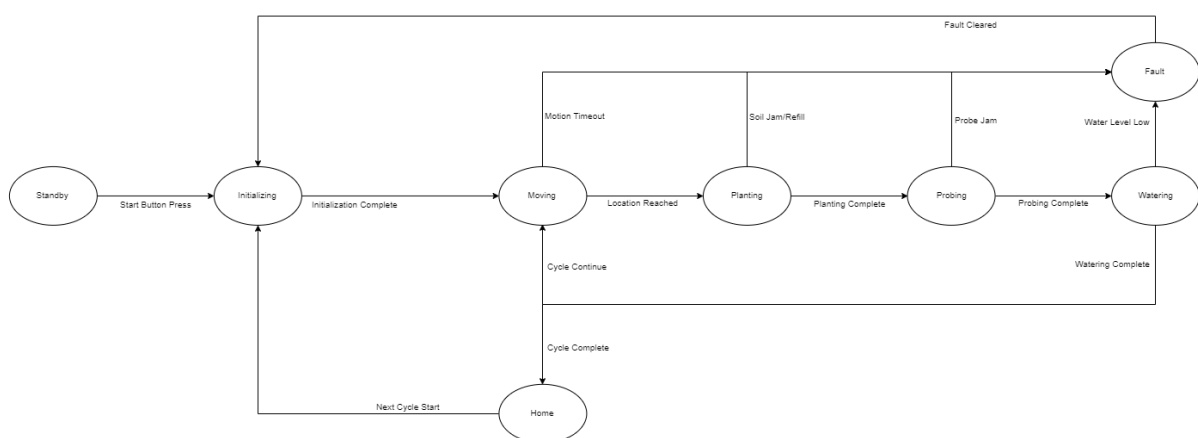 Fault Cleared
Fault
Motion Timeout
Soil Jam/Refill
Probe Jam
Water Level Low
Standby
Start Button Press
Initializing
Initialization Complete
Moving
Location Reached
Planting
Planting Complete
Probing
Probing Complete
Watering
Cycle Continue
Watering Complete
Cycle Complete
Next Cycle Start
Home